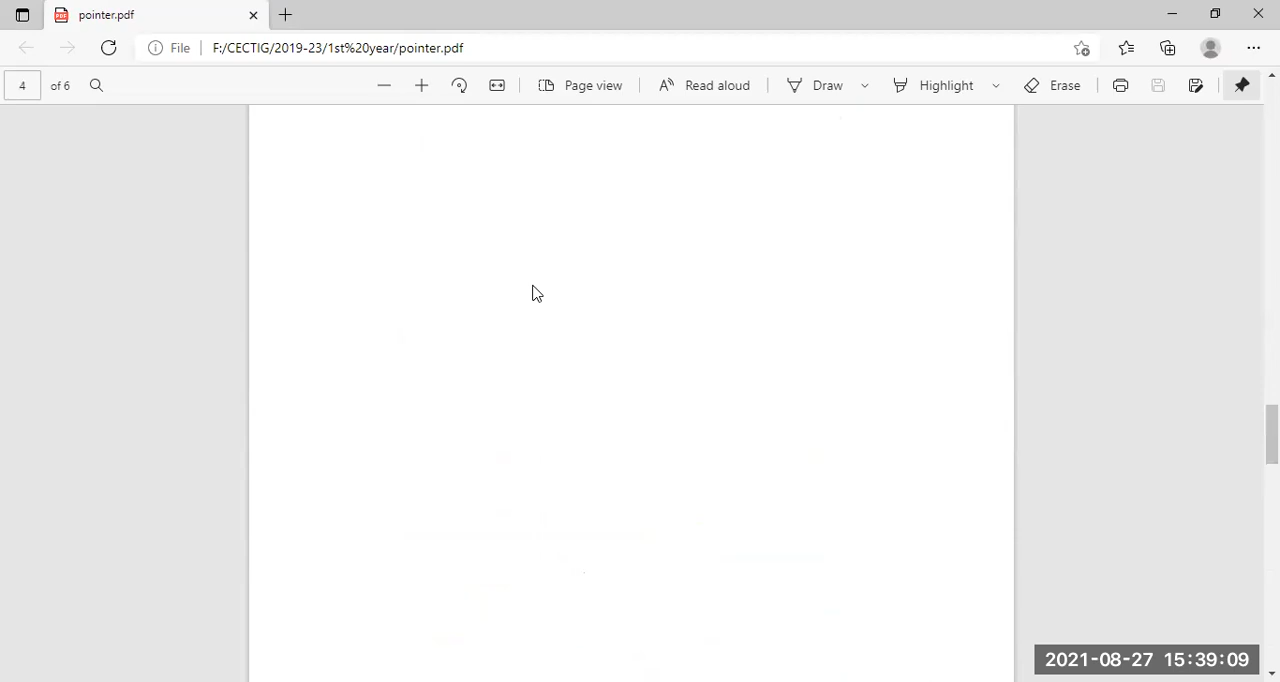 pointer.pdf
File F:/CECTIG/2019-23/1st%20year/pointer.pdf
4 of 6 Page view Read aloud Draw Highlight Erase
2021-08-27 15:39:09